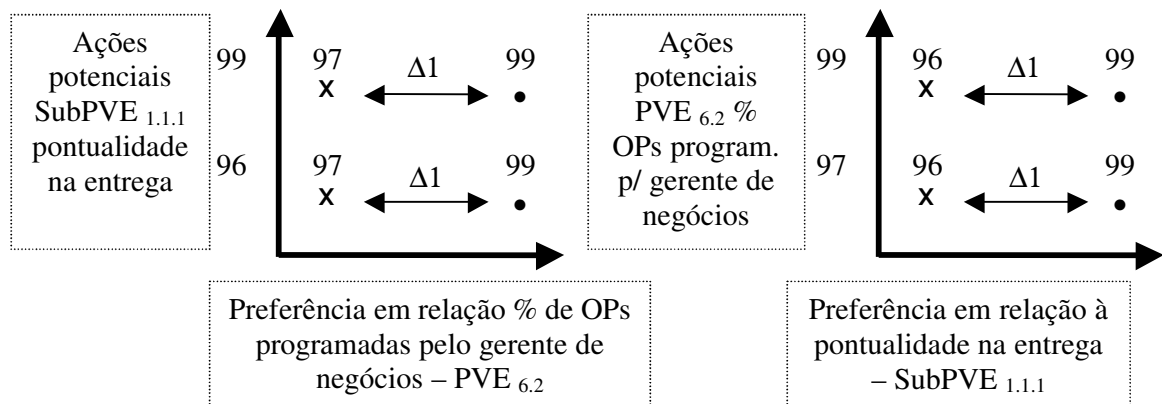 Ações
potenciais
SubPVE 1.1.1
pontualidade
na entrega
99
97
x
Δ1
99
•
96
97
x
Δ1
99
•
Preferência em relação % de OPs
programadas pelo gerente de
negócios – PVE 6.2
Ações
potenciais
PVE 6.2 %
OPs program.
p/ gerente de
negócios
99
96
x
Δ1
99
•
97
96
x
Δ1
99
•
Preferência em relação à
pontualidade na entrega
– SubPVE 1.1.1